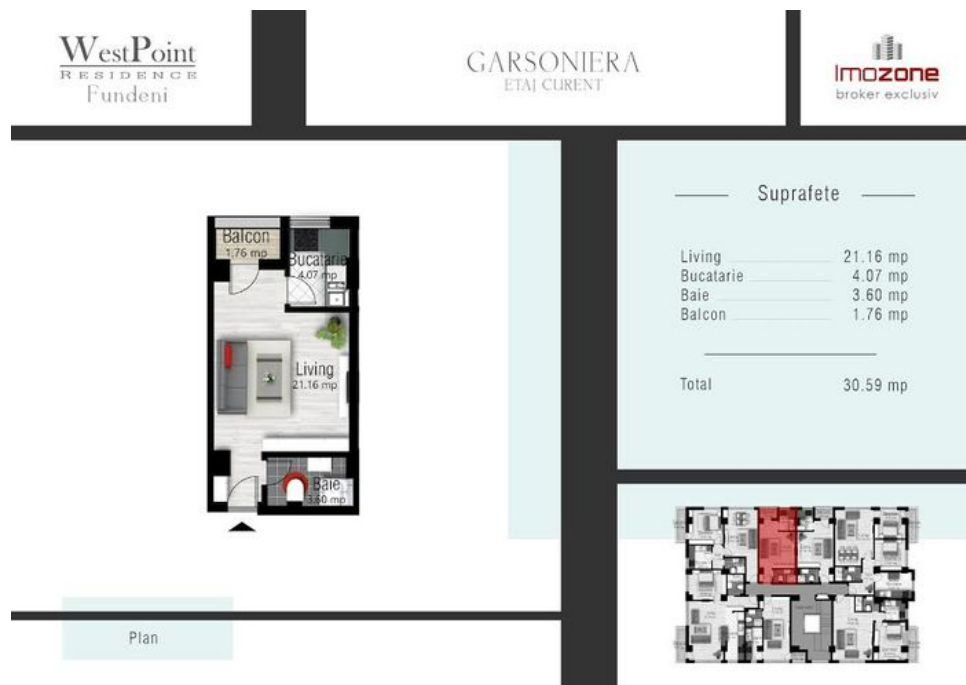 WestPoint
RESIDENCE
Fundeni
GARSONIERA
ETAJ CURENT
Imozone
broker exclusiv
Suprafete
Living 21.16 mp
Bucatarie 4.07 mp
Baie 3.60 mp
Balcon 1.76 mp
Total 30.59 mp
Balcon
1.76 mp
Bucatarie
4.07 mp
Living
21.16 mp
Baie
3.60 mp
Plan